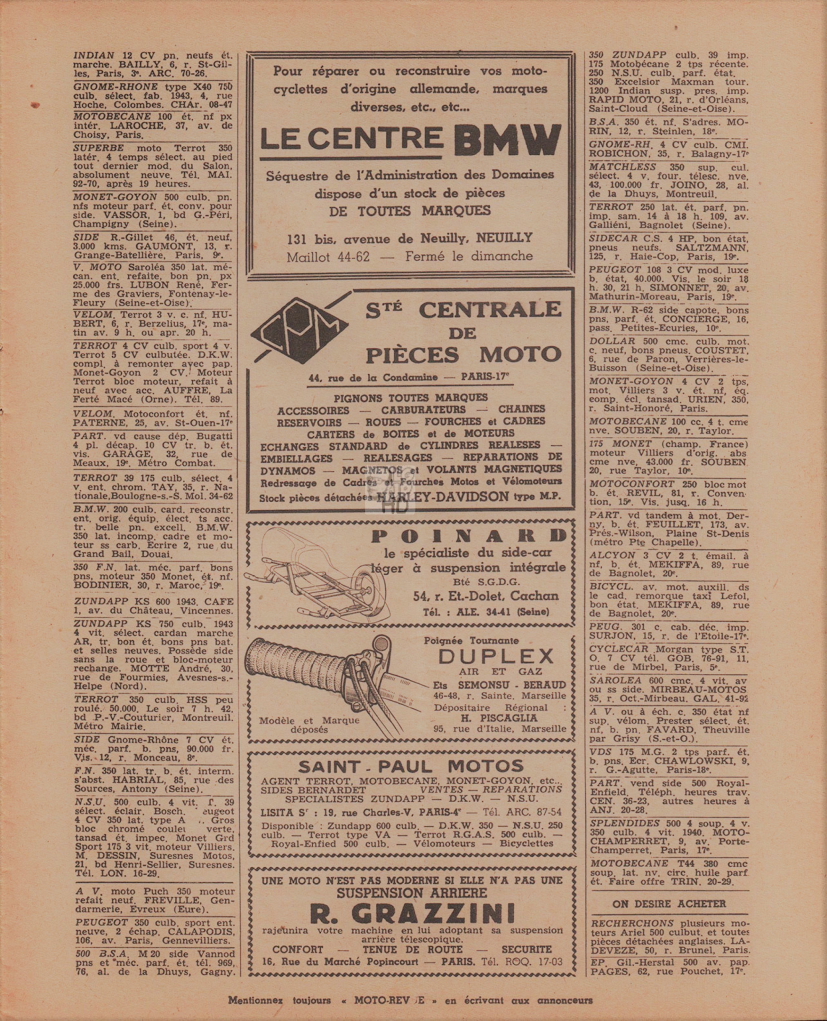 INDIAN 12 CV pn. neufs ét.
marche. BAILLY, 6, r. St-Gil-
les, Paris, 3e. ARC. 70-26.
GNOME-RHONE type X40 750
culb. sélect. fab. 1943, 4, rue
Hoche, Colombes. CHAr. 08-47
MOTOBECANE 100 ét. nf px
intér. LAROCHE, 37, av. de
Choisy, Paris.
SUPERBE moto Terrot 350
latér. 4 temps sélect. au pied
tout dernier mod. du Salon,
absolument neuve. Tél. MAI.
92-70, après 19 heures.
MONET-GOYON 500 culb. pn.
nfs moteur parf. ét. conv. pour
side. VASSOR, 1, bd G.-Péri,
Champigny (Seine).
SIDE R.-Gillet 46, ét. neuf,
3.000 kms. GAUMONT, 13, r.
Grange-Batellière, Paris, 9e.
V. MOTO Saroléa 350 lat. mé-
can. ent. refaite, bon pn. px
25.000 frs. LUBON René, Fer-
me des Graviers, Fontenay-le-
Fleury (Seine-et-Oise).
VELOM. Terrot 3 v. c. nf. HU-
BERT, 6, r. Berzelius, 17e, ma-
tin av. 9 h. ou apr. 20 h.
TERROT 4 CV culb. sport 4 v.
Terrot 5 CV culbutée. D.K.W.
compl. à remonter avec pap.
Monet-Goyon 2 CV. Moteur
Terrot bloc moteur, refait à
neuf avec acc. AUFFRE, La
Ferté Macé (Orne). Tél. 89.
VELOM. Motoconfort ét. nf.
PATERNE, 25, av. St-Ouen-17e
PART. vd cause dép. Bugatti
4 pl. décap. 10 CV tr. b. ét.
vis. GARAGE, 32, rue de
Meaux, 19e. Métro Combat.
TERROT 39 175 culb. sélect. 4
v. ent. chrom. TAY, 35, r. Na-
tionale, Boulogne-s.-S. Mol. 34-62
B.M.W. 200 culb. card. reconstr.
ent. orig. équip. élect. ts acc.
tr. belle pn. excell. B.M.W.
350 lat. incomp. cadre et mo-
teur ss carb. Ecrire 2, rue du
Grand Bail, Douai.
350 F.N. lat. méc. parf. bons
pns, moteur 350 Monet, ét. nf.
BODINIER, 30, r. Maroc, 19e.
ZUNDAPP KS 600 1943. CAFE
1, av. du Château, Vincennes.
ZUNDAPP KS 750 culb. 1943
4 vit. sélect. cardan marche
AR. tr. bon ét. bons pns bat.
et selles neuves. Possède side
sans la roue et bloc-moteur
rechange. MOTTE André, 30,
rue de Fourmies, Avesnes-s.-
Helpe (Nord).
TERROT 350 culb. HSS peu
roulé. 50.000. Le soir 7 h. 42,
bd P.-V.-Couturier, Montreuil.
Métro Mairie.
SIDE Gnome-Rhône 7 CV ét.
méc. parf. b. pns, 90.000 fr.
Vis. 12, r. Monceau, 8e.
F.N. 350 lat. tr. b. ét. interm.
s'abst. HABRIAL, 85, rue des
Sources, Antony (Seine).
N.S.U. 500 culb. 4 vit. f. 39
sélect. éclair. Bosch. Peugeot
4 CV 350 lat. type A . Gros
bloc chromé coulei verte,
tansad ét. impec. Monet Grd
Sport 175 3 vit. moteur Villiers.
M. DESSIN, Suresnes Motos,
21, bd Henri-Sellier, Suresnes.
Tél. LON. 16-29.
A V. moto Puch 350 moteur
refait neuf. FREVILLE, Gen-
darmerie, Evreux (Eure).
PEUGEOT 350 culb. sport ent.
neuve, 2 échap. CALAPODIS,
106, av. Paris, Gennevilliers.
500 B.S.A. M 20 side Vannod
pns et méc. parf. ét. tél. 969,
76, al. de la Dhuys, Gagny.
Pour réparer ou reconstruire vos moto-
cyclettes d'origine allemande, marques
diverses, etc., etc...
LE CENTRE BMW
Séquestre de l'Administration des Domaines
dispose d'un stock de pièces
DE TOUTES MARQUES
131 bis, avenue de Neuilly, NEUILLY
Maillot 44-62 — Fermé le dimanche
CPM
STÉ CENTRALE
DE
PIÈCES MOTO
44, rue de la Condamine — PARIS-17e
PIGNONS TOUTES MARQUES
ACCESSOIRES — CARBURATEURS — CHAINES
RESERVOIRS — ROUES — FOURCHES et CADRES
CARTERS de BOITES et de MOTEURS
ECHANGES STANDARD de CYLINDRES REALESES —
EMBIELLAGES — REALESAGES — REPARATIONS DE
DYNAMOS — MAGNETOS et VOLANTS MAGNETIQUES
Redressage de Cadres et Fourches Motos et Vélomoteurs
Stock pièces détachées HARLEY-DAVIDSON type M.P.
HD
POINARD
le spécialiste du side-car
léger à suspension intégrale
Bté S.G.D.G.
54, r. Et.-Dolet, Cachan
Tél. : ALE. 34-41 (Seine)
Poignée Tournante
DUPLEX
AIR ET GAZ
Ets SEMONSU - BERAUD
46-48, r. Sainte, Marseille
Dépositaire Régional :
H. PISCAGLIA
95, rue d'Italie, Marseille
Modèle et Marque
déposés
SAINT-PAUL MOTOS
AGENT TERROT, MOTOBECANE, MONET-GOYON, etc..,
SIDES BERNARDET VENTES — REPARATIONS
SPECIALISTES ZUNDAPP — D.K.W. — N.S.U.
LISITA Sr : 19, rue Charles-V, PARIS-4e — Tél. ARC. 87-54
Disponible : Zundapp 600 culb. — D.K.W. 350 — N.S.U. 250
culb. — Terrot type VA — Terrot R.G.A.S. 500 culb. —
Royal-Enfied 500 culb. — Vélomoteurs — Bicyclettes
UNE MOTO N'EST PAS MODERNE SI ELLE N'A PAS UNE
SUSPENSION ARRIERE
R. GRAZZINI
rajeunira votre machine en lui adoptant sa suspension
arrière télescopique.
CONFORT — TENUE DE ROUTE — SECURITE
16, Rue du Marché Popincourt — PARIS. Tél. ROQ. 17-03
350 ZUNDAPP culb. 39 imp.
175 Motobécane 2 tps récente.
250 N.S.U. culb. parf. état.
350 Excelsior Maxman tour.
1200 Indian susp. pres. imp.
RAPID MOTO, 21, r. d'Orléans,
Saint-Cloud (Seine-et-Oise).
B.S.A. 350 ét. nf. S'adres. MO-
RIN, 12, r. Steinlen, 18e.
GNOME-RH. 4 CV culb. CMI.
ROBICHON, 35, r. Balagny-17e
MATCHLESS 350 sup. cul.
sélect. 4 v. four. télesc. nve,
43, 100.000 fr. JOINO, 28, al.
de la Dhuys, Montreuil.
TERROT 250 lat. ét. parf. pn.
imp. sam. 14 à 18 h. 109, av.
Galliéni, Bagnolet (Seine).
SIDECAR C.S. 4 HP, bon état,
pneus neufs. SALTZMANN,
125, r. Haie-Cop, Paris, 19e.
PEUGEOT 108 3 CV mod. luxe
b. état, 40.000. Vis. le soir 18
h. 30, 21 h. SIMONNET, 20, av.
Mathurin-Moreau, Paris, 19e.
B.M.W. R-62 side capote, bons
pns, parf. ét. CONCIERGE, 16,
pass. Petites-Ecuries, 10e.
DOLLAR 500 cmc. culb. mot.
c. neuf, bons pneus. COUSTET,
6, rue de Paron, Verrières-le-
Buisson (Seine-et-Oise).
MONET-GOYON 4 CV 2 tps,
mot. Villiers 3 v. ét. nf, éq.
comp. écl. tansad. URIEN, 350,
r. Saint-Honoré, Paris.
MOTOBECANE 100 cc. 4 t. cme
nve. SOUBEN, 20, r. Taylor.
175 MONET (champ. France)
moteur Villiers d'orig. abs
cme nve, 43.000 fr. SOUBEN
20, rue Taylor, 10e.
MOTOCONFORT 250 bloc mot
b. ét. REVIL, 81, r. Conven
tion, 15e. Vis. jusq. 16 h.
PART. vd tandem à mot. Der-
ny, b. ét. FEUILLET, 173, av.
Prés.-Wilson, Plaine St-Denis
(métro Pte Chapelle).
ALCYON 3 CV 2 t. émail. à
nf, b. ét. MEKIFFA, 89, rue
de Bagnolet, 20e.
BICYCL. av. mot. auxil. ds
le cad. remorque taxi Lefol,
bon état. MEKIFFA, 89, rue
de Bagnolet, 20e.
PEUG. 301 c. cab. déc. imp.
SURJON, 15, r. de l'Etoile-17e.
CYCLECAR Morgan type S.T.
O. 7 CV tél. GOB. 76-91, 11,
rue de Mirbel, Paris, 5e.
SAROLEA 600 cmc. 4 vit. av
ou ss side. MIRBEAU-MOTOS
35, r. Oct.-Mirbeau. GAL. 41-92
A V. ou à éch. c. 350 état nf
sup. vélom. Prester sélect. ét.
nf, b. pn. FAVARD, Theuville
par Grisy (S.-et-O.).
VDS 175 M.G. 2 tps parf. ét.
b. pns. Ecr. CHAWLOWSKI, 9,
r. G.-Agutte, Paris-18e.
PART. vend side 500 Royal-
Enfield. Téléph. heures trav.
CEN. 36-23, autres heures à
ANJ. 20-28.
SPLENDIDES 500 4 soup. 4 v.
350 culb. 4 vit. 1940. MOTO-
CHAMPERRET, 9, av. Porte-
Champerret, Paris, 17e.
MOTOBECANE T44 380 cmc
soup. lat. nv. circ. huile parf
ét. Faire offre TRIN. 20-29.
ON DESIRE ACHETER
RECHERCHONS plusieurs mo-
teurs Ariel 500 culbut. et toutes
pièces détachées anglaises. LA-
DEVEZE, 50, r. Brunel, Paris.
EP. Gil.-Herstal 500 av. pap.
PAGES, 62, rue Pouchet, 17e.
Mentionnez toujours « MOTO-REVUE » en écrivant aux annonceurs